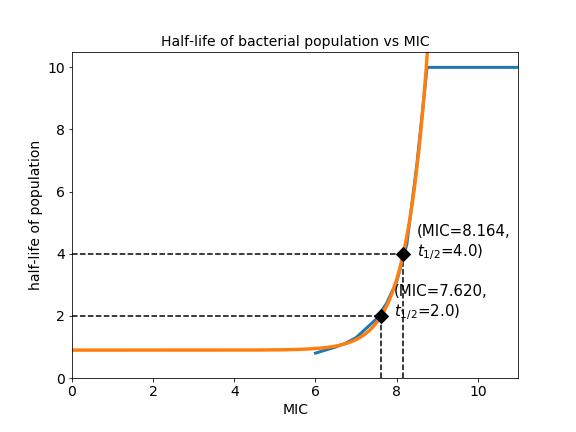 Half-life of bacterial population vs MIC
half-life of population
10
8
6
4
2
0
(MIC=8.164,
t1/2=4.0)
(MIC=7.620,
t1/2=2.0)
0 2 4 6 8 10
MIC